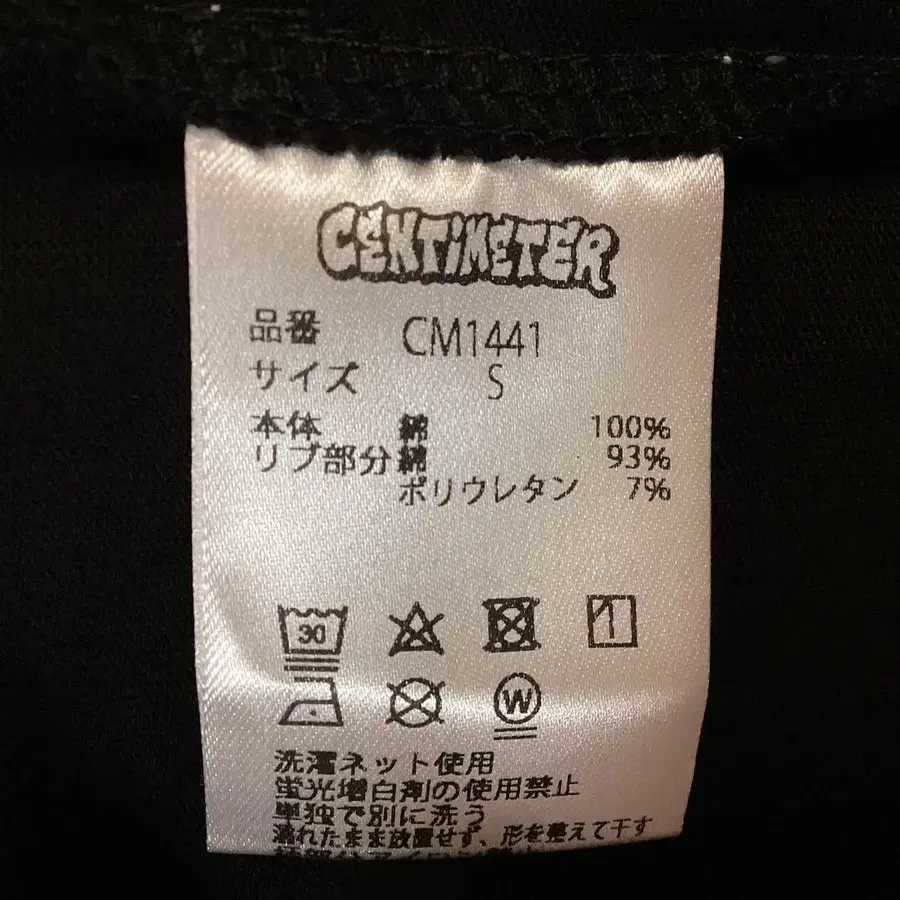 CENTIMETER
品番 CM1441
サイズ S
本体 綿 100%
リブ部分 綿 93%
ポリウレタン 7%
30
W
洗濯ネット使用
蛍光増白剤の使用禁止
単独で別に洗う
濡れたまま放置せず、形を整えて干す